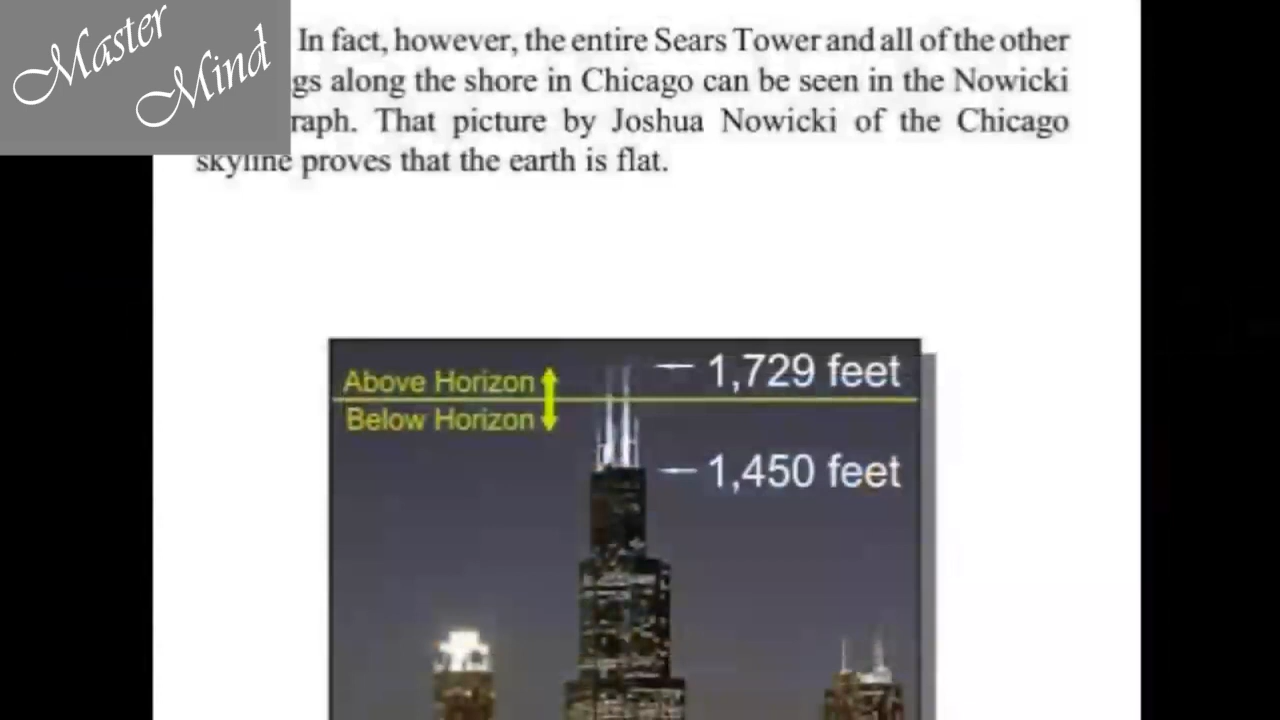 Master
Mind
In fact, however, the entire Sears Tower and all of the other
gs along the shore in Chicago can be seen in the Nowicki
raph. That picture by Joshua Nowicki of the Chicago
skyline proves that the earth is flat.
Above Horizon
Below Horizon
1,729 feet
1,450 feet